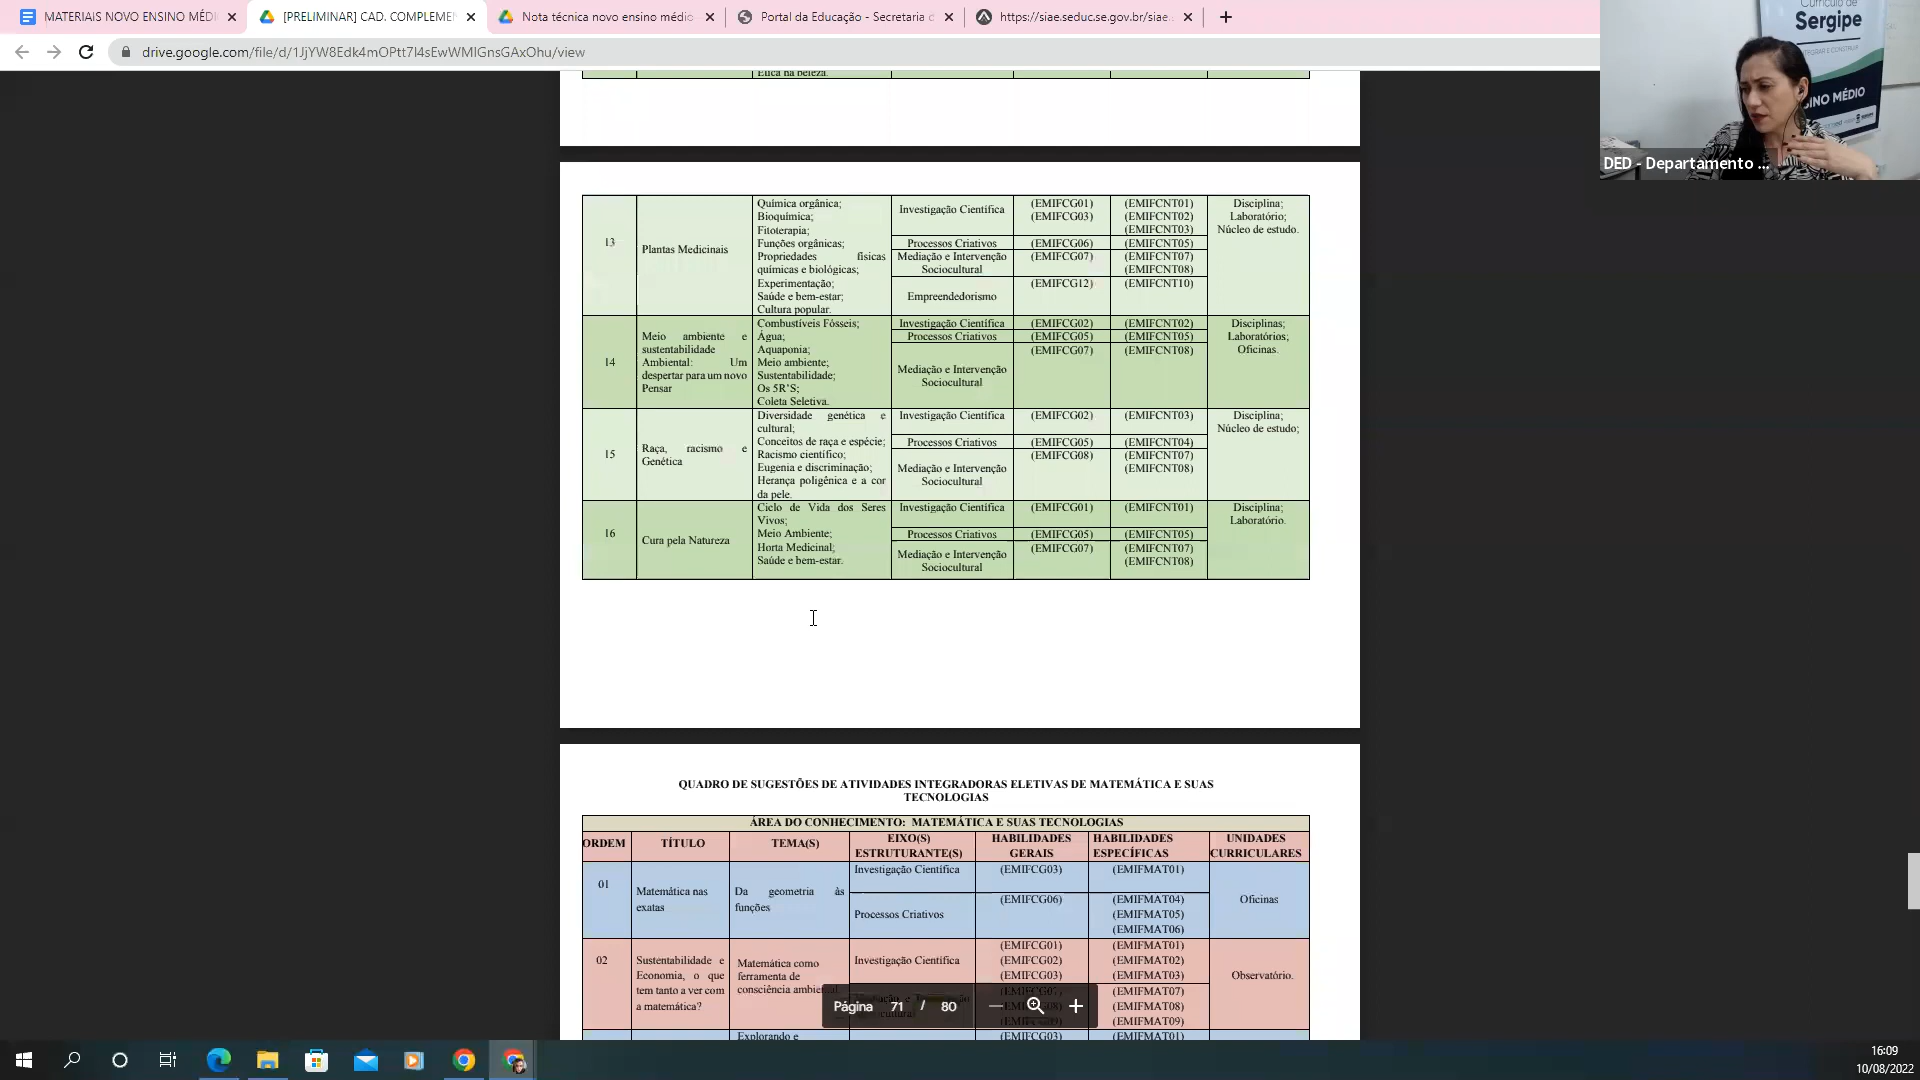 MATERIAIS NOVO ENSINO MÉDI
[PRELIMINAR] CAD. COMPLEMEN
Nota técnica novo ensino médio
Portal da Educação - Secretaria d
https://siae.seduc.se.gov.br/siae.
drive.google.com/file/d/1JjYW8Edk4mOPtt7l4sEwWMIGnsGAxOhu/view
Currículo de
Sergipe
INTEGRAR E CONSTRUIR
ENSINO MÉDIO
DED - Departamento ...
Ética na beleza.
13
Plantas Medicinais
Química orgânica;
Bioquímica;
Fitoterapia;
Funções orgânicas;
Propriedades físicas
químicas e biológicas;
Experimentação;
Saúde e bem-estar;
Cultura popular.
Investigação Científica
(EMIFCG01)
(EMIFCG03)
(EMIFCNT01)
(EMIFCNT02)
(EMIFCNT03)
Processos Criativos
(EMIFCG06)
(EMIFCNT05)
Mediação e Intervenção
Sociocultural
(EMIFCG07)
(EMIFCNT07)
(EMIFCNT08)
Empreendedorismo
(EMIFCG12)
(EMIFCNT10)
Disciplina;
Laboratório;
Núcleo de estudo.
14
Meio ambiente e
sustentabilidade
Ambiental: Um
despertar para um novo
Pensar
Combustíveis Fósseis;
Água;
Aquaponia;
Meio ambiente;
Sustentabilidade;
Os 5R'S;
Coleta Seletiva.
Investigação Científica
(EMIFCG02)
(EMIFCNT02)
Processos Criativos
(EMIFCG05)
(EMIFCNT05)
Mediação e Intervenção
Sociocultural
(EMIFCG07)
(EMIFCNT08)
Disciplinas;
Laboratórios;
Oficinas.
15
Raça, racismo e
Genética
Diversidade genética e
cultural;
Conceitos de raça e espécie;
Racismo científico;
Eugenia e discriminação;
Herança poligênica e a cor
da pele.
Investigação Científica
(EMIFCG02)
(EMIFCNT03)
Processos Criativos
(EMIFCG05)
(EMIFCNT04)
Mediação e Intervenção
Sociocultural
(EMIFCG08)
(EMIFCNT07)
(EMIFCNT08)
Disciplina;
Núcleo de estudo;
16
Cura pela Natureza
Ciclo de Vida dos Seres
Vivos;
Meio Ambiente;
Horta Medicinal;
Saúde e bem-estar.
Investigação Científica
(EMIFCG01)
(EMIFCNT01)
Processos Criativos
(EMIFCG05)
(EMIFCNT05)
Mediação e Intervenção
Sociocultural
(EMIFCG07)
(EMIFCNT07)
(EMIFCNT08)
Disciplina;
Laboratório.
QUADRO DE SUGESTÕES DE ATIVIDADES INTEGRADORAS ELETIVAS DE MATEMÁTICA E SUAS
TECNOLOGIAS
ÁREA DO CONHECIMENTO: MATEMÁTICA E SUAS TECNOLOGIAS
ORDEM
TÍTULO
TEMA(S)
EIXO(S)
ESTRUTURANTE(S)
HABILIDADES
GERAIS
HABILIDADES
ESPECÍFICAS
UNIDADES
CURRICULARES
01
Matemática nas
exatas
Da geometria às
funções
Investigação Científica
(EMIFCG03)
(EMIFMAT01)
Processos Criativos
(EMIFCG06)
(EMIFMAT04)
(EMIFMAT05)
(EMIFMAT06)
Oficinas
02
Sustentabilidade e
Economia, o que
tem tanto a ver com
a matemática?
Matemática como
ferramenta de
consciência ambiental.
Investigação Científica
(EMIFCG01)
(EMIFCG02)
(EMIFCG03)
(EMIFMAT01)
(EMIFMAT02)
(EMIFMAT03)
(EMIFMAT07)
(EMIFMAT08)
(EMIFMAT09)
Observatório.
Explorando e
(EMIFCG03)
(EMIFMAT01)
Página 71 / 80
16:09
10/08/2022